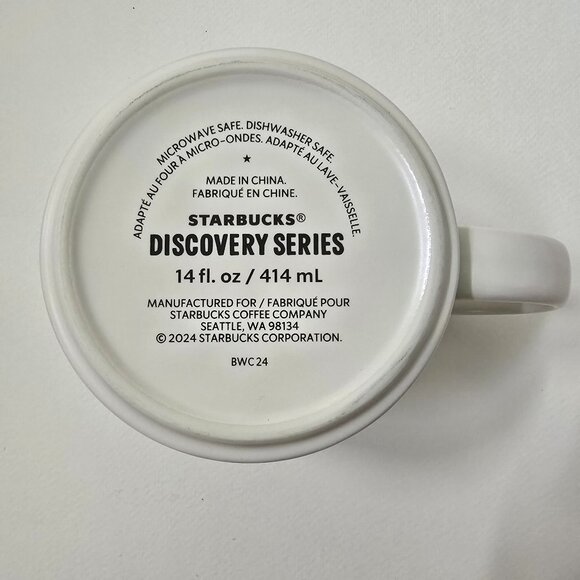 MICROWAVE SAFE. DISHWASHER SAFE.
ADAPTÉ AU FOUR À MICRO-ONDES. ADAPTÉ AU LAVE-VAISSELLE.
MADE IN CHINA.
FABRIQUÉ EN CHINE.
STARBUCKS®
DISCOVERY SERIES
14 fl. oz / 414 mL
MANUFACTURED FOR / FABRIQUÉ POUR
STARBUCKS COFFEE COMPANY
SEATTLE, WA 98134
© 2024 STARBUCKS CORPORATION.
BWC 24